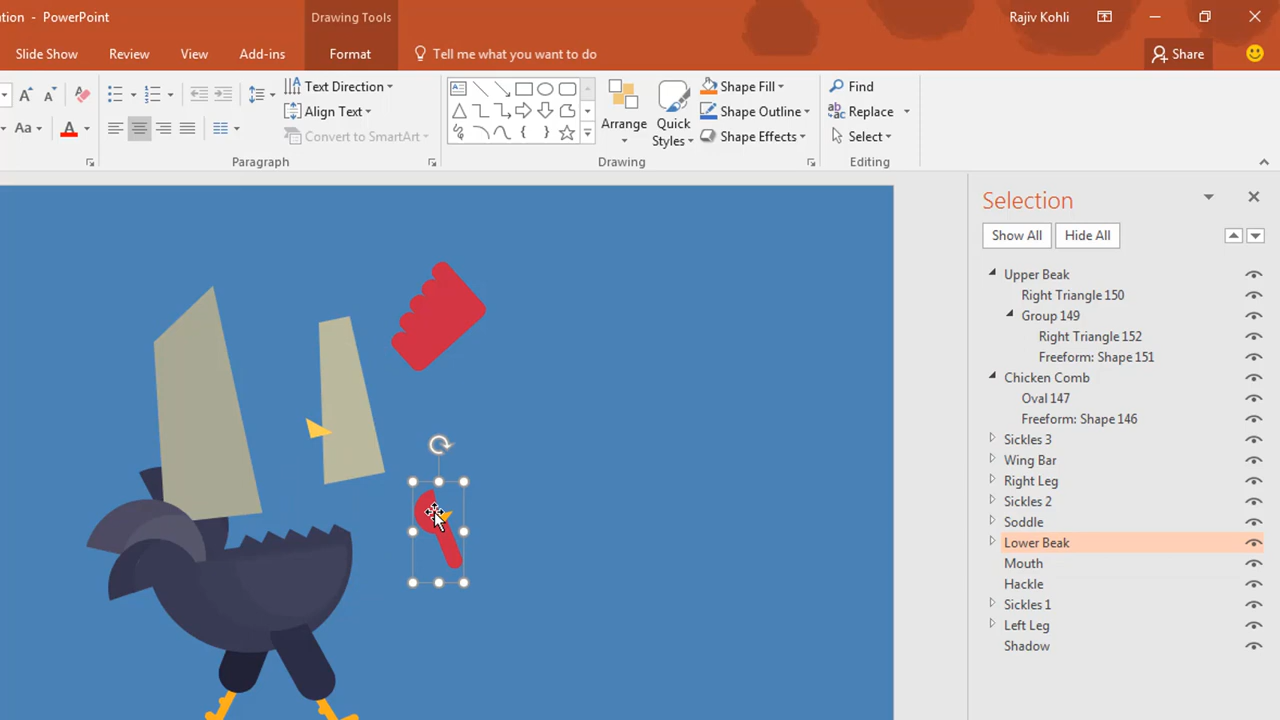 ation - PowerPoint
Drawing Tools
Rajiv Kohli
Slide Show
Review
View
Add-ins
Format
Tell me what you want to do
Share
Text Direction
Align Text
Convert to SmartArt
Aa
A
Paragraph
Arrange
Quick
Styles
Shape Fill
Shape Outline
Shape Effects
Drawing
Find
Replace
Select
Editing
Selection
Show All
Hide All
Upper Beak
Right Triangle 150
Group 149
Right Triangle 152
Freeform: Shape 151
Chicken Comb
Oval 147
Freeform: Shape 146
Sickles 3
Wing Bar
Right Leg
Sickles 2
Soddle
Lower Beak
Mouth
Hackle
Sickles 1
Left Leg
Shadow